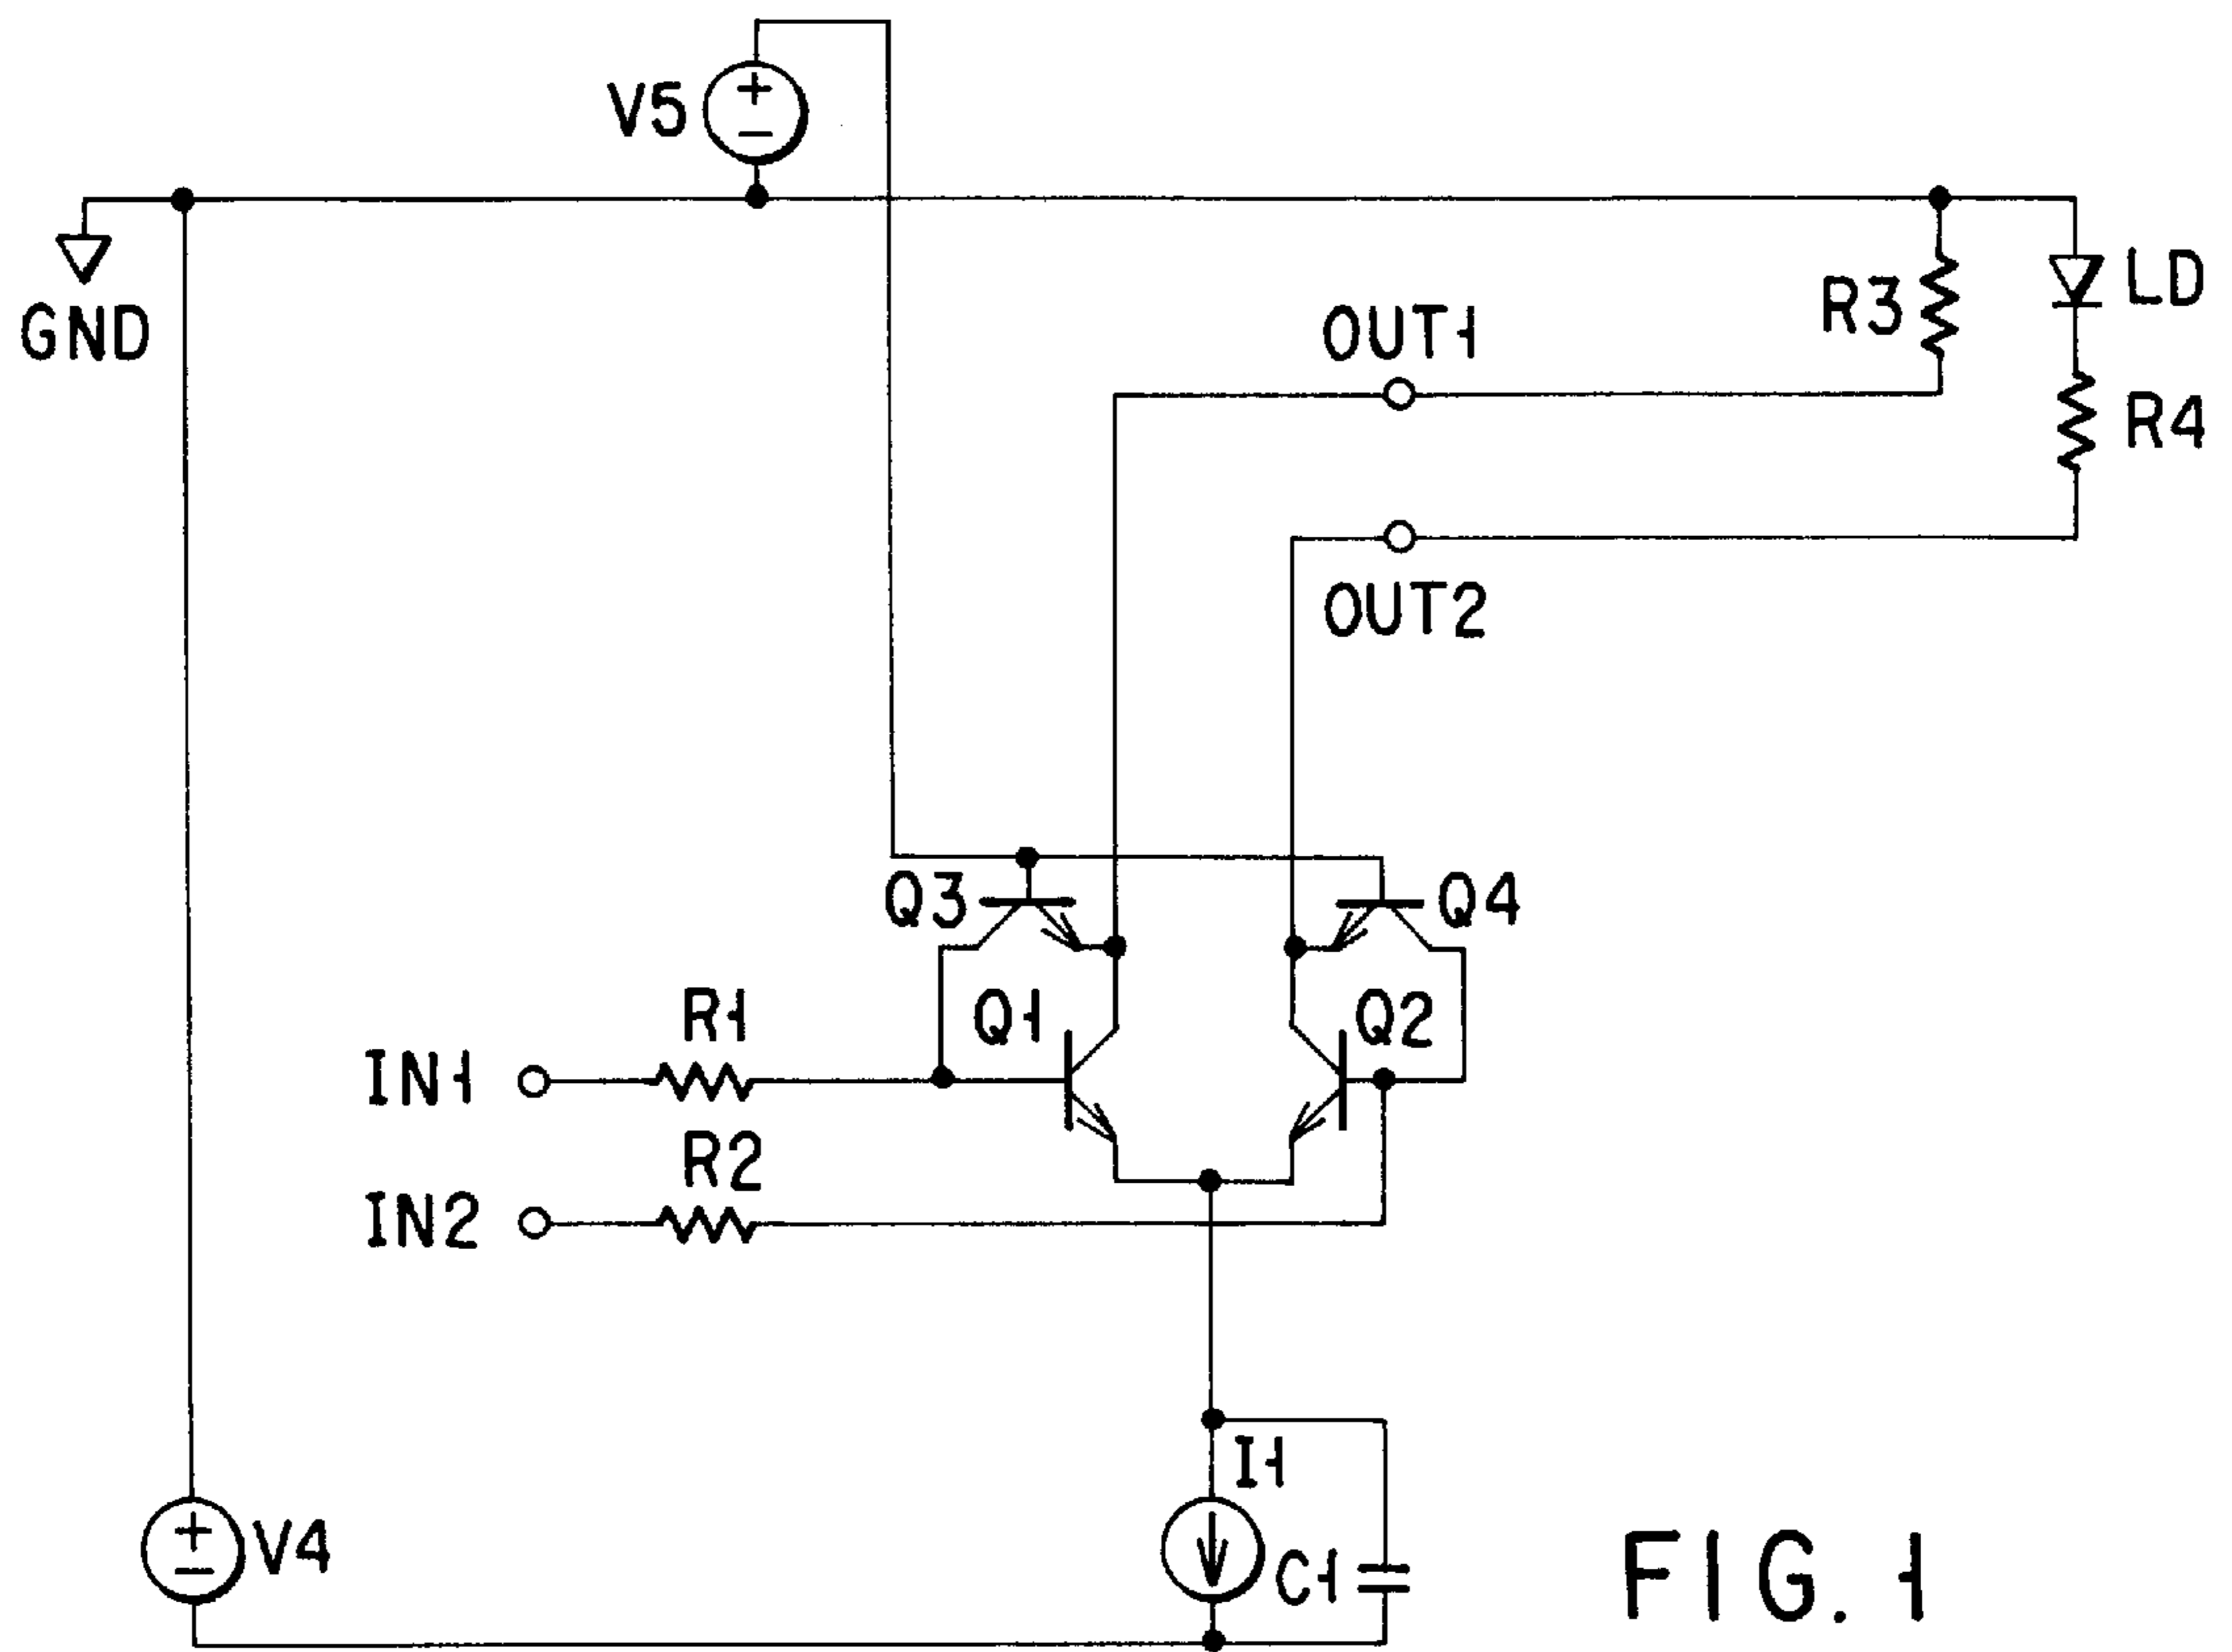 V5
GND
OUT1
R3
LD
R4
OUT2
Q3
Q4
R1
Q1
Q2
IN1
R2
IN2
I1
V4
C1
FIG. 1